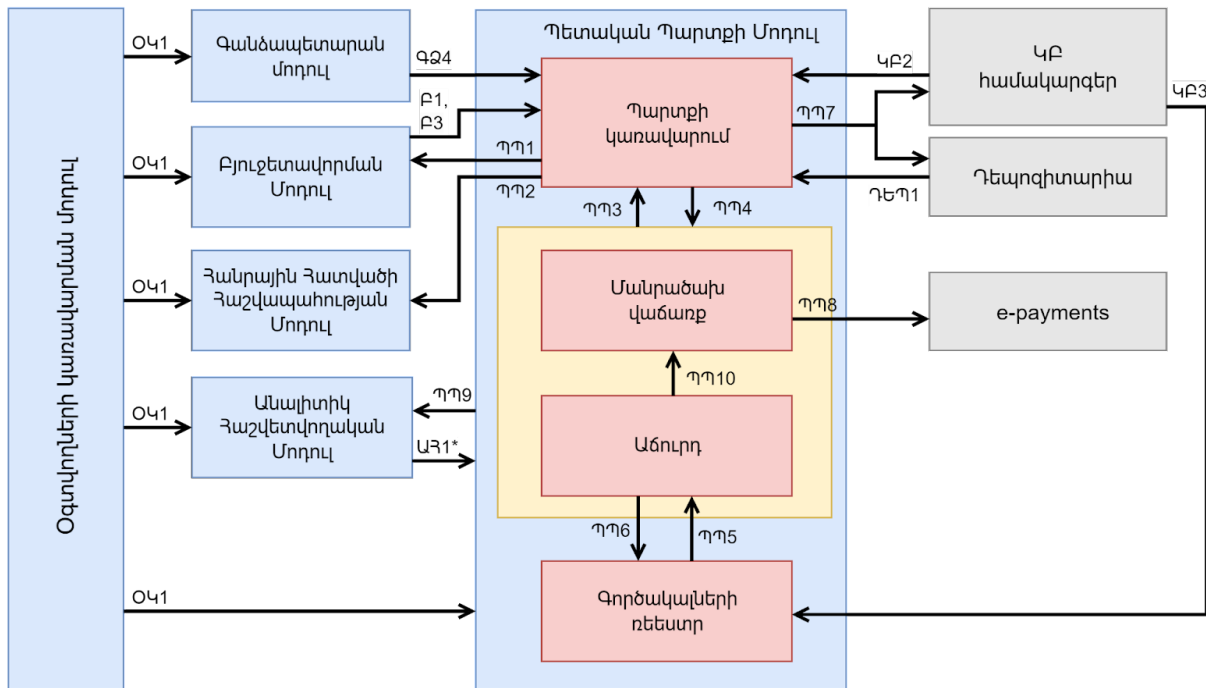 Օգտվողների կառավարման մոդուլ
ՕԿ1
Գանձապետարան
մոդուլ
ԳՁ4
Բ1,
Բ3
ՕԿ1
Բյուջետավորման
Մոդուլ
ՊՊ1
ՊՊ2
ՕԿ1
Հանրային Հատվածի
Հաշվապահության
Մոդուլ
ՕԿ1
Անալիտիկ
Հաշվետվողական
Մոդուլ
ՊՊ9
ԱՀ1*
ՕԿ1
Պետական Պարտքի Մոդուլ
Պարտքի
կառավարում
ՊՊ3
ՊՊ4
Մանրածախ
վաճառք
ՊՊ10
Աճուրդ
ՊՊ6
ՊՊ5
Գործակալների
ռեեստր
ԿԲ2
ՊՊ7
ԴԵՊ1
ՊՊ8
ԿԲ
համակարգեր
ԿԲ3
Դեպոզիտարիա
e-payments